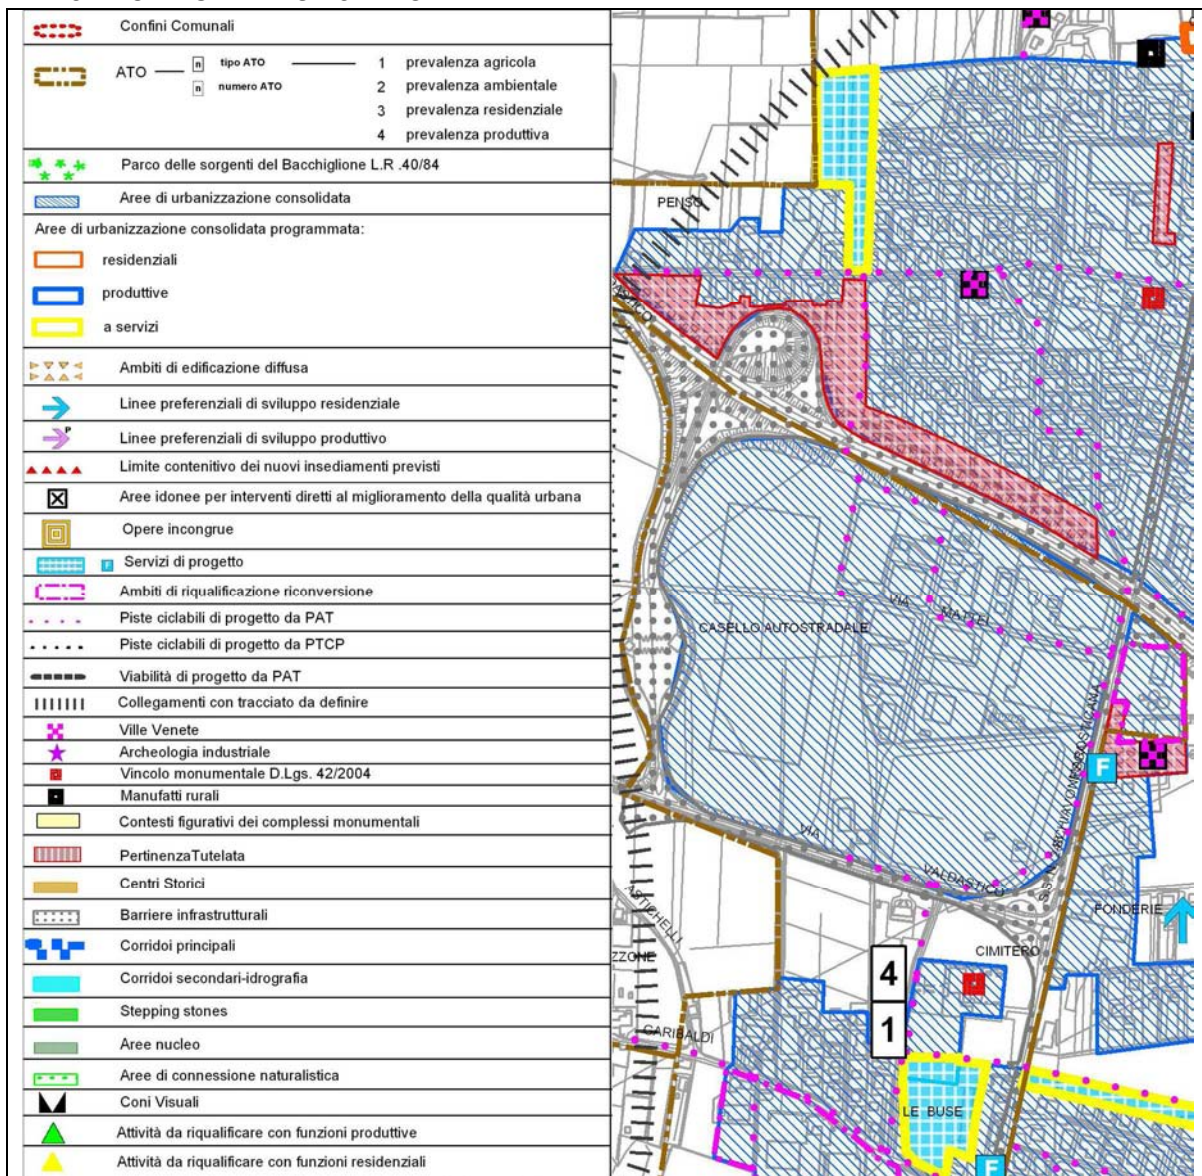 Confini Comunali
ATO n tipo ATO 1 prevalenza agricola
n numero ATO 2 prevalenza ambientale
3 prevalenza residenziale
4 prevalenza produttiva
Parco delle sorgenti del Bacchiglione L.R .40/84
Aree di urbanizzazione consolidata
Aree di urbanizzazione consolidata programmata:
residenziali
produttive
a servizi
Ambiti di edificazione diffusa
Linee preferenziali di sviluppo residenziale
P
Linee preferenziali di sviluppo produttivo
Limite contenitivo dei nuovi insediamenti previsti
Aree idonee per interventi diretti al miglioramento della qualità urbana
Opere incongrue
F Servizi di progetto
Ambiti di riqualificazione riconversione
Piste ciclabili di progetto da PAT
Piste ciclabili di progetto da PTCP
Viabilità di progetto da PAT
Collegamenti con tracciato da definire
Ville Venete
Archeologia industriale
Vincolo monumentale D.Lgs. 42/2004
Manufatti rurali
Contesti figurativi dei complessi monumentali
PertinenzaTutelata
Centri Storici
Barriere infrastrutturali
Corridoi principali
Corridoi secondari-idrografia
Stepping stones
Aree nucleo
Aree di connessione naturalistica
Coni Visuali
Attività da riqualificare con funzioni produttive
Attività da riqualificare con funzioni residenziali
PENSO
VIA MATTEI
CASELLO AUTOSTRADALE
F
VIA VALDASTICO
ASTICHELLI
FONDERIE
CIMITERO
ZZONE
4
1
GARIBALDI
LE BUSE
F